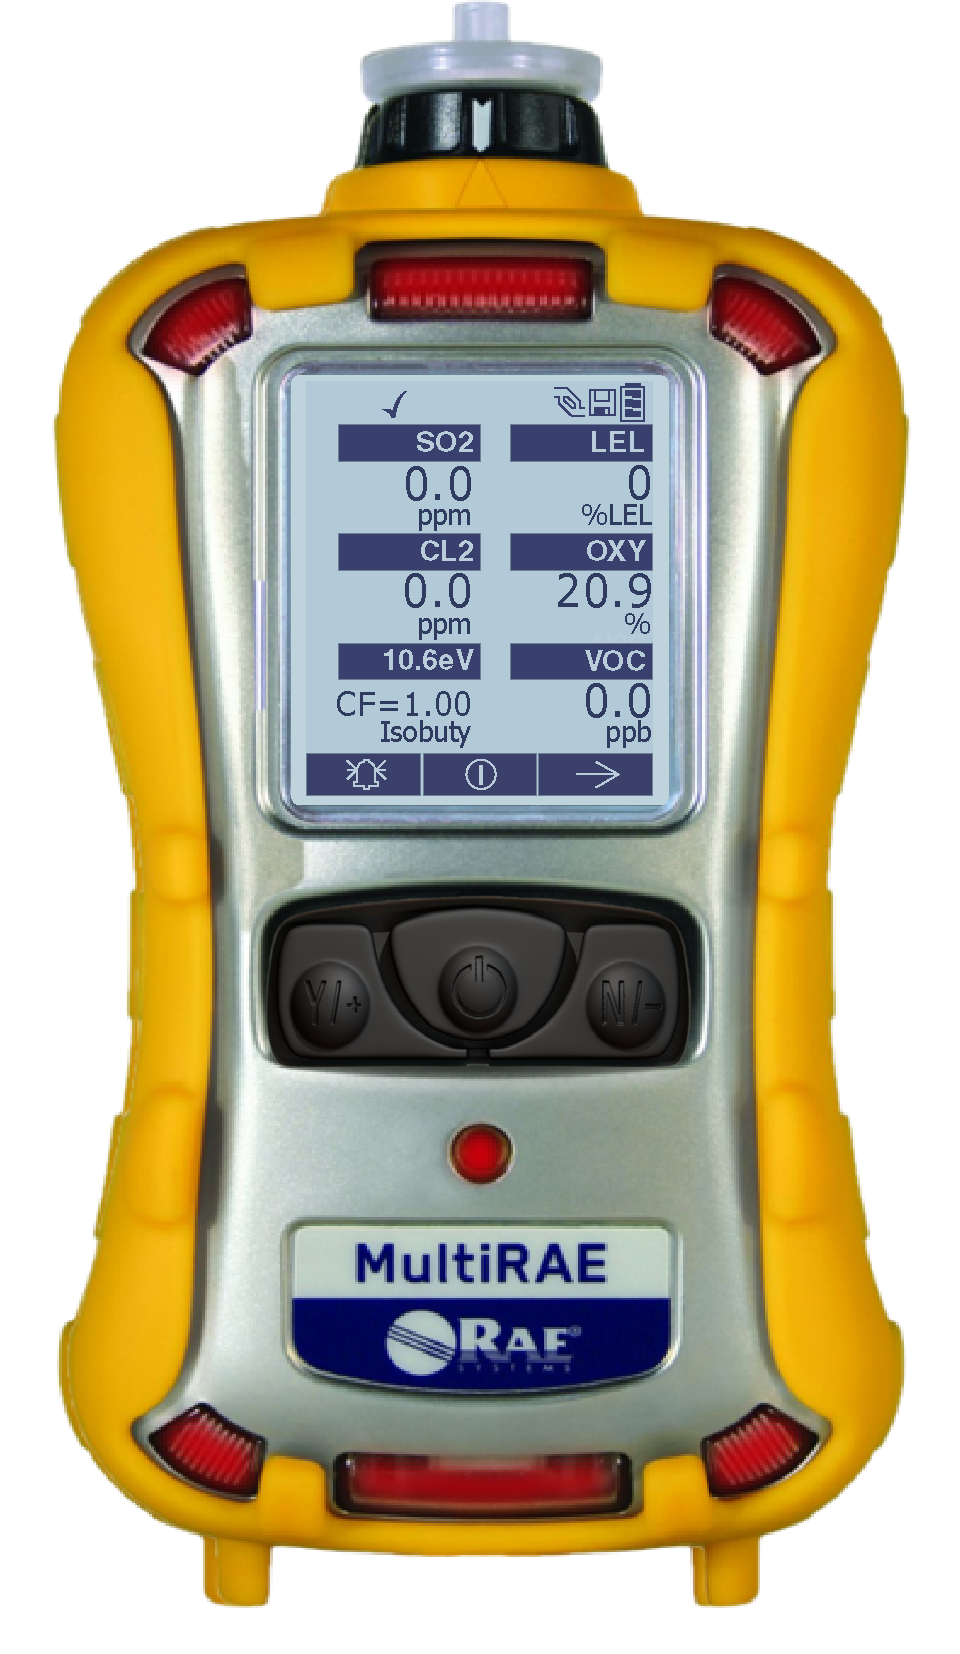 SO2 LEL
0.0 0
ppm %LEL
CL2 OXY
0.0 20.9
ppm %
10.6eV VOC
CF=1.00 0.0
Isobuty ppb
Y/+ N/-
MultiRAE
RAE®
SYSTEMS